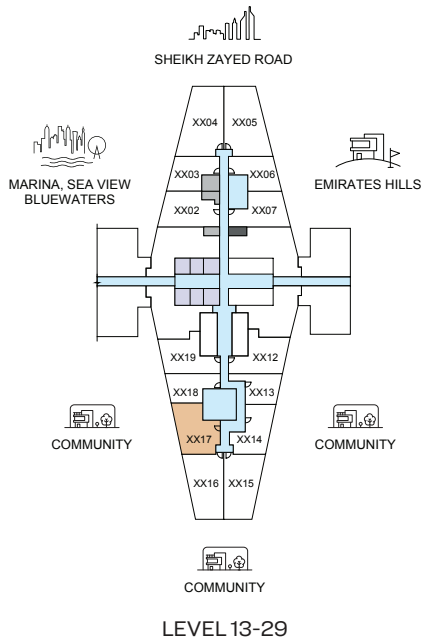 SHEIKH ZAYED ROAD
XX04 XX05
MARINA, SEA VIEW
BLUEWATERS
XX03 XX06
EMIRATES HILLS
XX02 XX07
XX19 XX12
XX18 XX13
COMMUNITY
XX17 XX14
COMMUNITY
XX16 XX15
COMMUNITY
LEVEL 13-29